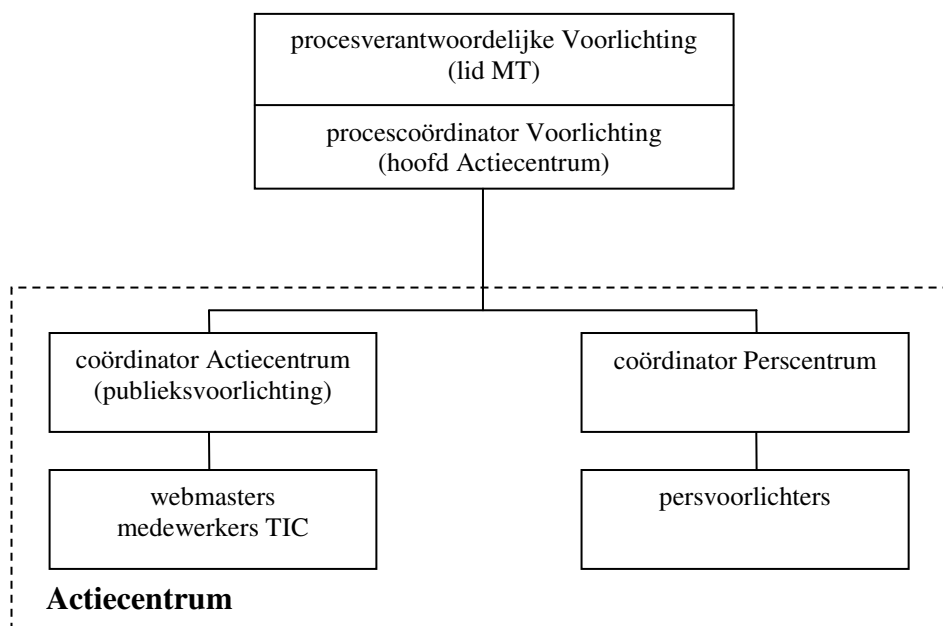 procesverantwoordelijke Voorlichting
(lid MT)
procescoördinator Voorlichting
(hoofd Actiecentrum)
coördinator Actiecentrum
(publieksvoorlichting)
coördinator Perscentrum
webmasters
medewerkers TIC
persvoorlichters
Actiecentrum